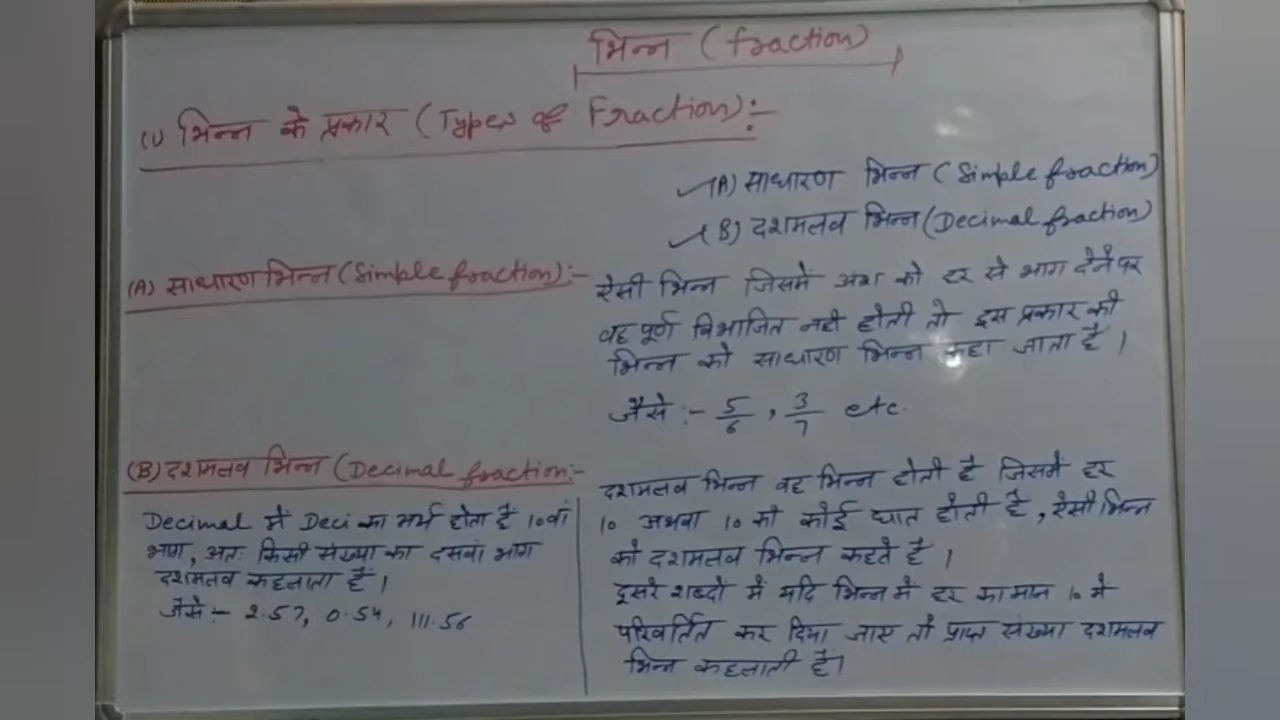 भिन्न (fraction)
(1) भिन्न के प्रकार (Types of Fraction):-
(A) साधारण भिन्न (Simple fraction)
(B) दशमलव भिन्न (Decimal fraction)
(A) साधारण भिन्न (Simple fraction):-
ऐसी भिन्न जिसमें अंश को हर से भाग देने पर
वह पूर्ण विभाजित नही होती तो इस प्रकार की
भिन्न को साधारण भिन्न कहा जाता है।
जैसे :- 5/6, 3/7 etc.
(B) दशमलव भिन्न (Decimal fraction:-
Decimal में Deci का अर्थ होता है 10वां
भाग, अतः किसी संख्या का दसवां भाग
दशमलव कहलाता है।
जैसे :- 2.57, 0.54, 111.56
दशमलव भिन्न वह भिन्न होती है जिसमें हर
10 अथवा 10 की कोई घात होती है, ऐसी भिन्न
को दशमलव भिन्न कहते है।
दूसरे शब्दो में यदि भिन्न में हर का मान 10 में
परिवर्तित कर दिया जाए तो प्राप्त संख्या दशमलव
भिन्न कहलाती है।